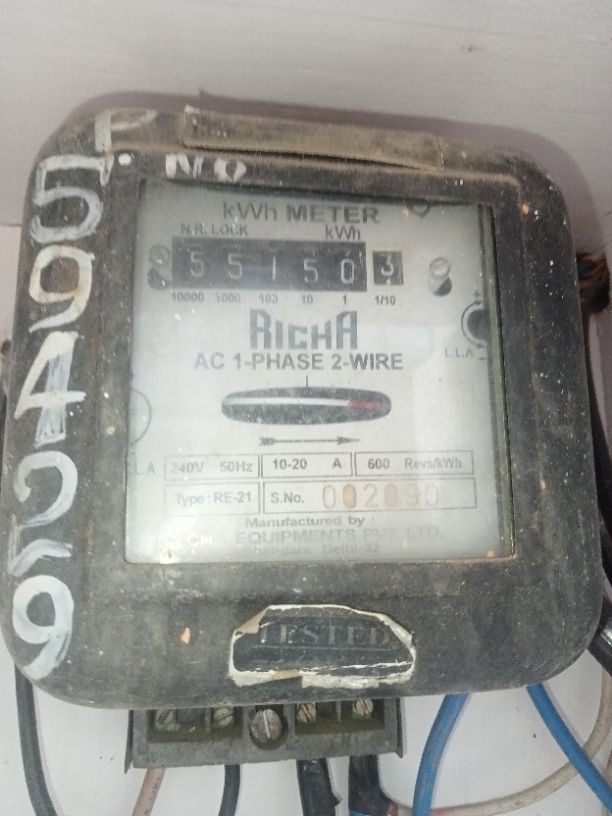 P. No
594259
kWh METER
N.R. LOCK kWh
5 5 1 5 0 3
10000 1000 100 10 1 1/10
RICHA
AC 1-PHASE 2-WIRE
L.L.A
240V 50Hz 10-20 A 600 Revs/kWh
Type : RE-21 S.No. 002090
Manufactured by :
EQUIPMENTS PVT. LTD.
Shahdara, Delhi-32
TESTED